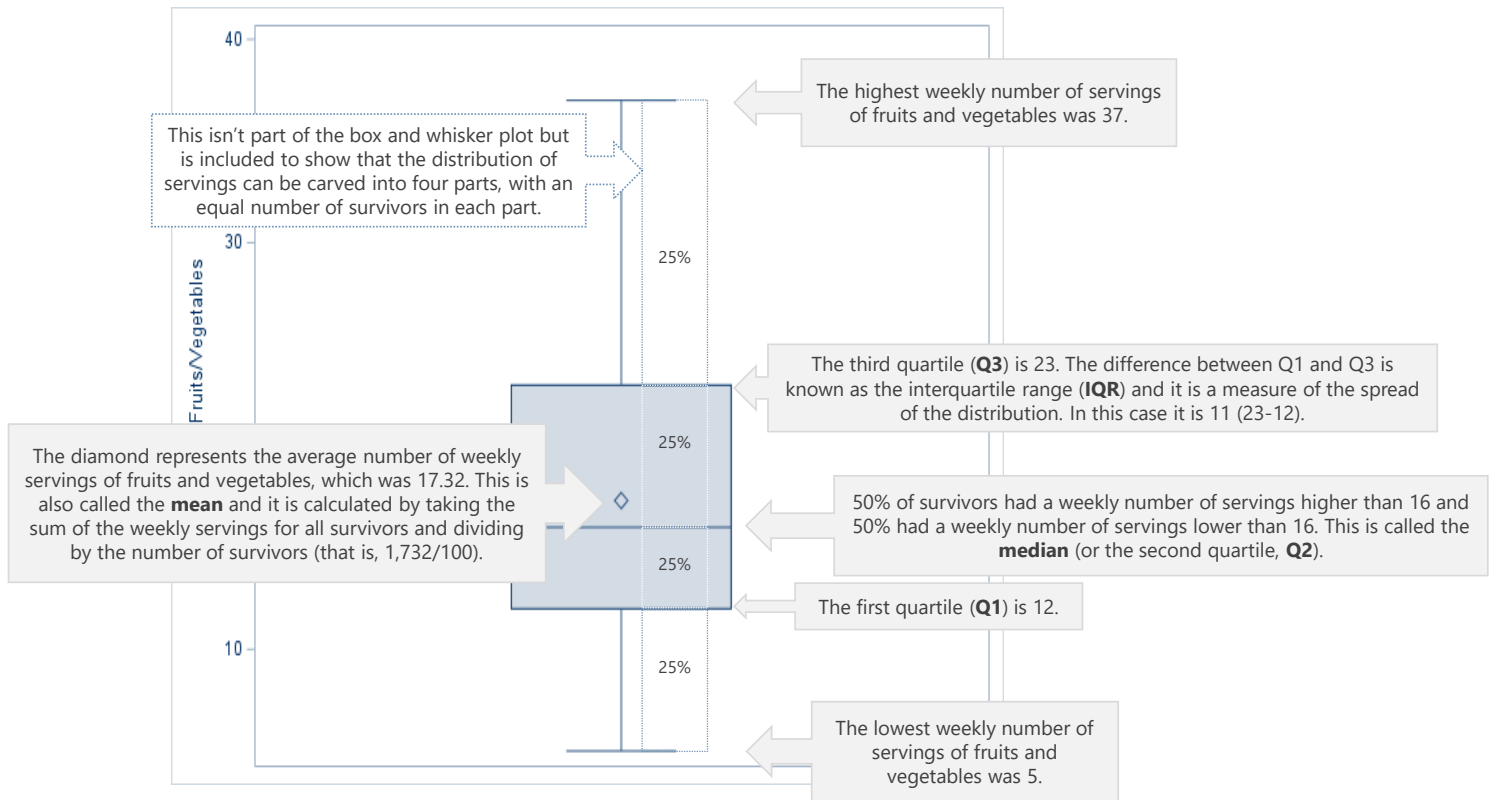 40
The highest weekly number of servings
of fruits and vegetables was 37.
This isn’t part of the box and whisker plot but
is included to show that the distribution of
servings can be carved into four parts, with an
equal number of survivors in each part.
30
25%
Fruits/Vegetables
The third quartile (Q3) is 23. The difference between Q1 and Q3 is
known as the interquartile range (IQR) and it is a measure of the spread
of the distribution. In this case it is 11 (23-12).
25%
The diamond represents the average number of weekly
servings of fruits and vegetables, which was 17.32. This is
also called the mean and it is calculated by taking the
sum of the weekly servings for all survivors and dividing
by the number of survivors (that is, 1,732/100).
50% of survivors had a weekly number of servings higher than 16 and
50% had a weekly number of servings lower than 16. This is called the
median (or the second quartile, Q2).
25%
The first quartile (Q1) is 12.
10
25%
The lowest weekly number of
servings of fruits and
vegetables was 5.